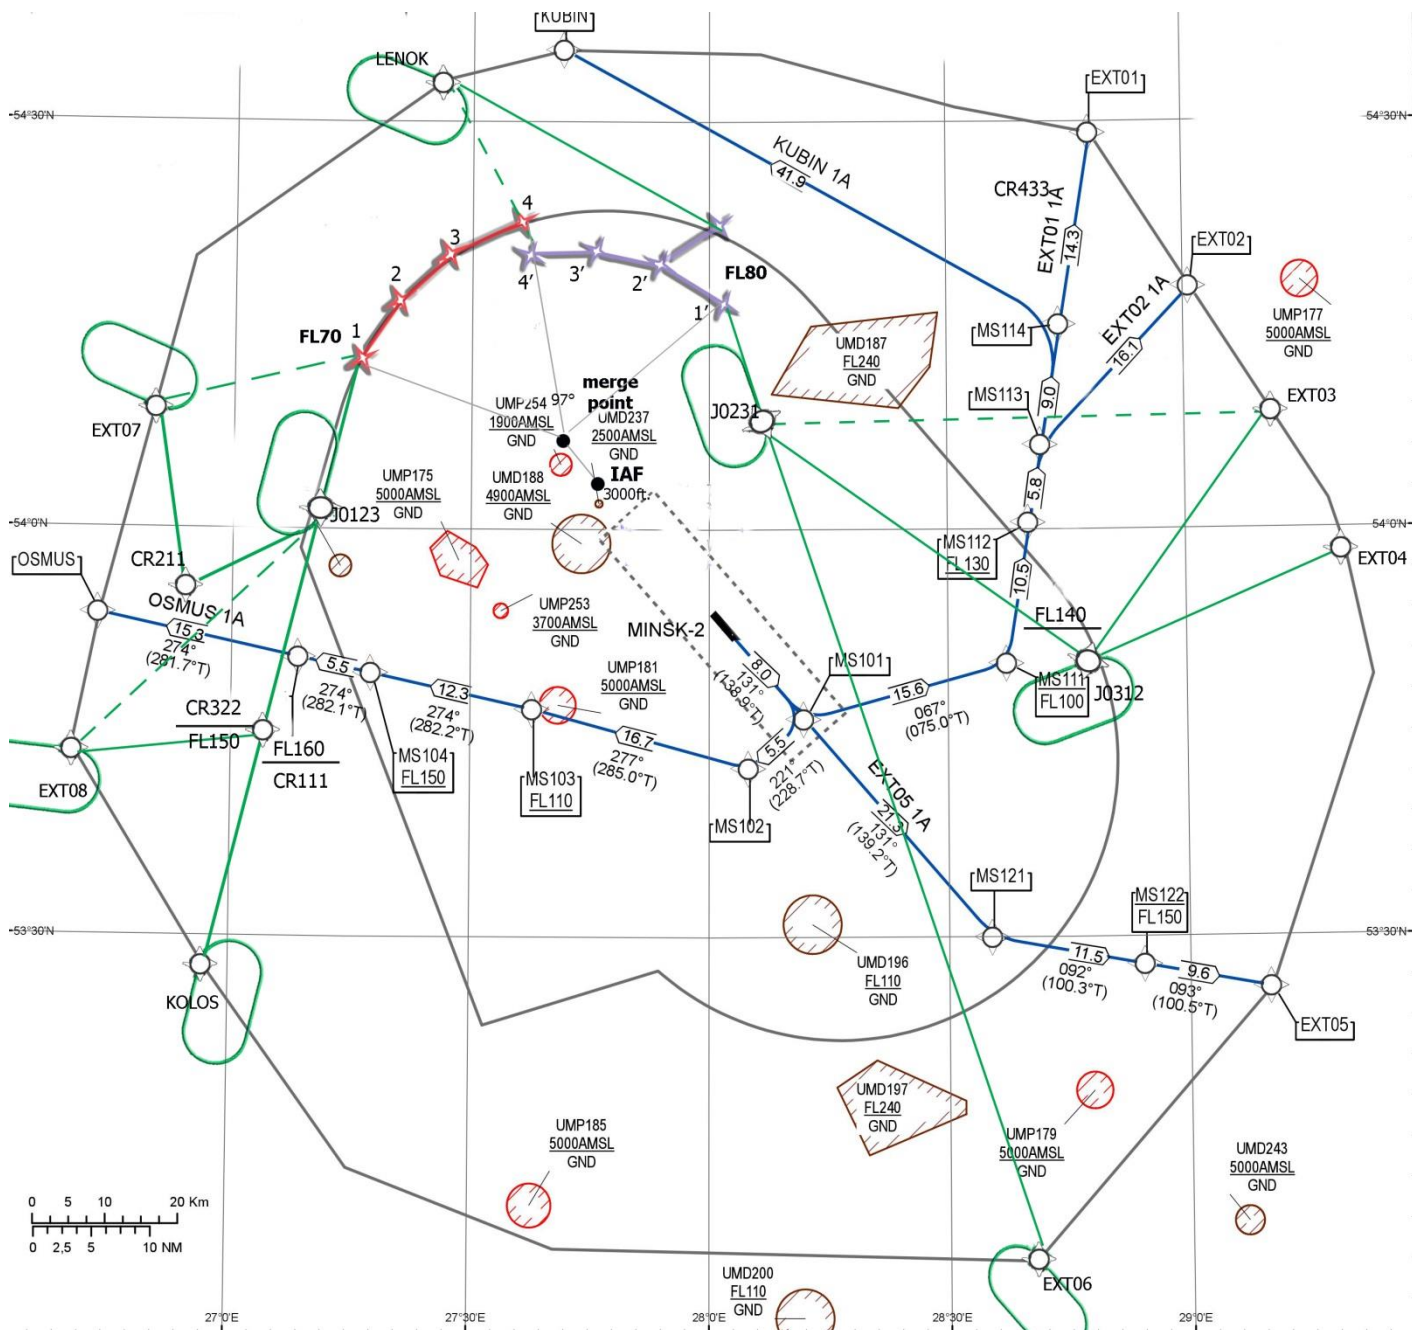 KUBIN
LENOK
EXT01
54°30'N
54°30'N
KUBIN 1A
41.9
CR433
EXT01 1A
14.3
EXT02
4
3
2
1
4'
3'
2'
1'
FL80
FL70
EXT02 1A
16.1
MS114
UMP177
5000AMSL
GND
UMD187
FL240
GND
merge
point
97°
UMP254
1900AMSL
GND
UMD237
2500AMSL
GND
MS113
9.0
EXT03
EXT07
J0231
IAF
3000ft.
UMP175
5000AMSL
GND
UMD188
4900AMSL
GND
5.8
J0123
54°0'N
54°0'N
MS112
FL130
EXT04
OSMUS
CR211
10.5
OSMUS 1A
15.3
274°
(281.7°T)
UMP253
3700AMSL
GND
MINSK-2
FL140
5.5
274°
(282.1°T)
12.3
274°
(282.2°T)
UMP181
5000AMSL
GND
8.0
131°
(138.9°T)
MS101
MS111
FL100
J0312
15.6
067°
(075.0°T)
CR322
FL150
FL160
CR111
MS104
FL150
MS103
FL110
16.7
277°
(285.0°T)
5.5
221°
(228.7°T)
EXT05 1A
21.3
131°
(139.2°T)
EXT08
MS102
MS121
MS122
FL150
53°30'N
53°30'N
11.5
092°
(100.3°T)
9.6
093°
(100.5°T)
UMD196
FL110
GND
KOLOS
EXT05
UMD197
FL240
GND
UMP185
5000AMSL
GND
UMP179
5000AMSL
GND
UMD243
5000AMSL
GND
0 5 10 20 Km
0 2,5 5 10 NM
UMD200
FL110
GND
EXT06
27°0'E
27°30'E
28°0'E
28°30'E
29°0'E